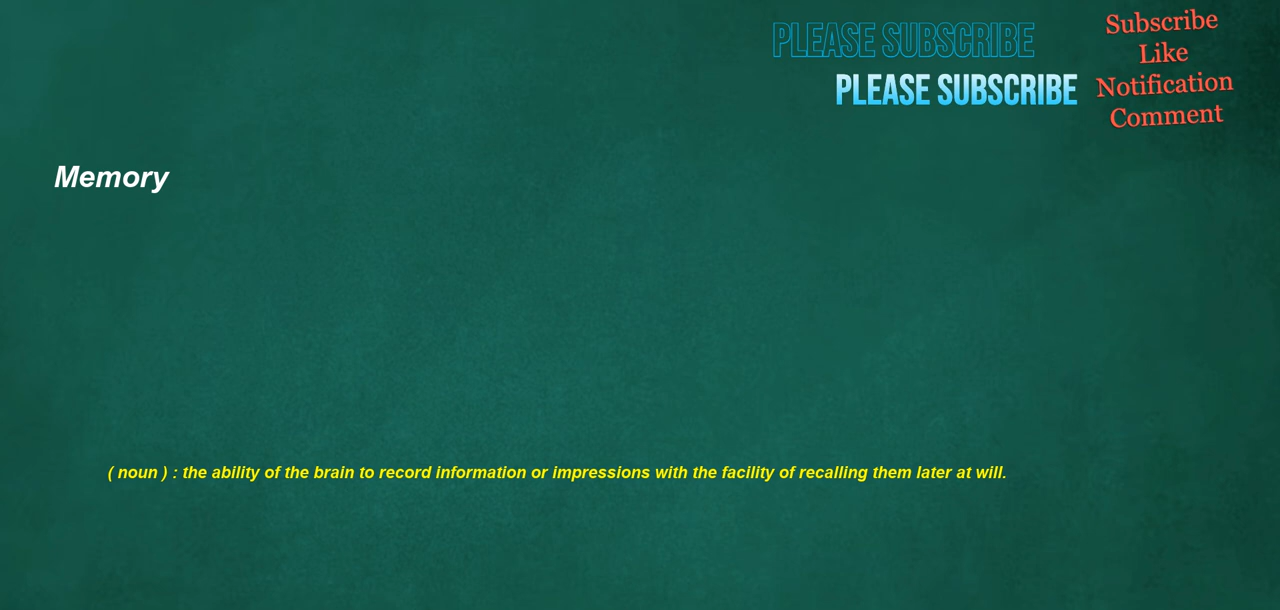 PLEASE SUBSCRIBE
PLEASE SUBSCRIBE
Subscribe
Like
Notification
Comment
Memory
( noun ) : the ability of the brain to record information or impressions with the facility of recalling them later at will.